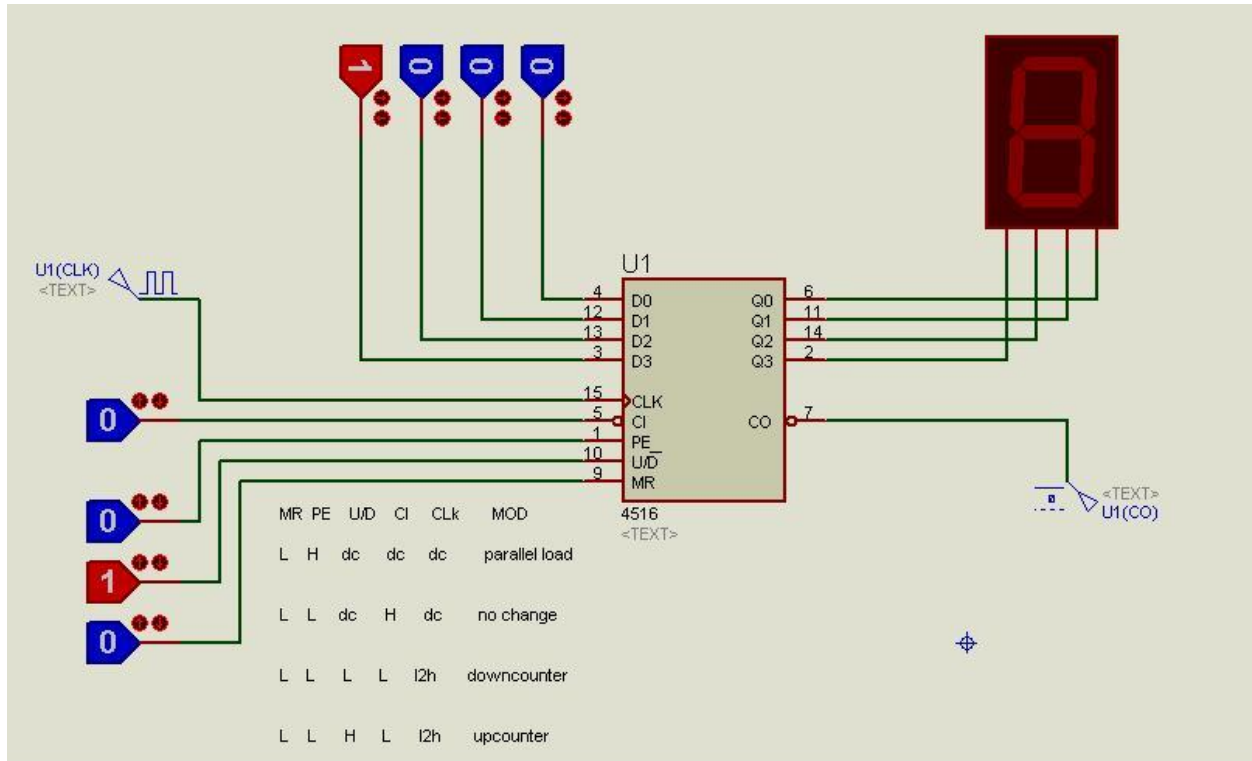 1 0 0 0
U1(CLK)
<TEXT>
U1
4 D0 Q0 6
12 D1 Q1 11
13 D2 Q2 14
3 D3 Q3 2
15 CLK
0 5 CI CO 7
1 PE
10 U/D
9 MR
0
1
0
4516
<TEXT>
<TEXT>
U1(CO)
MR PE U/D CI CLk MOD
L H dc dc dc parallel load
L L dc H dc no change
L L L L l2h downcounter
L L H L l2h upcounter